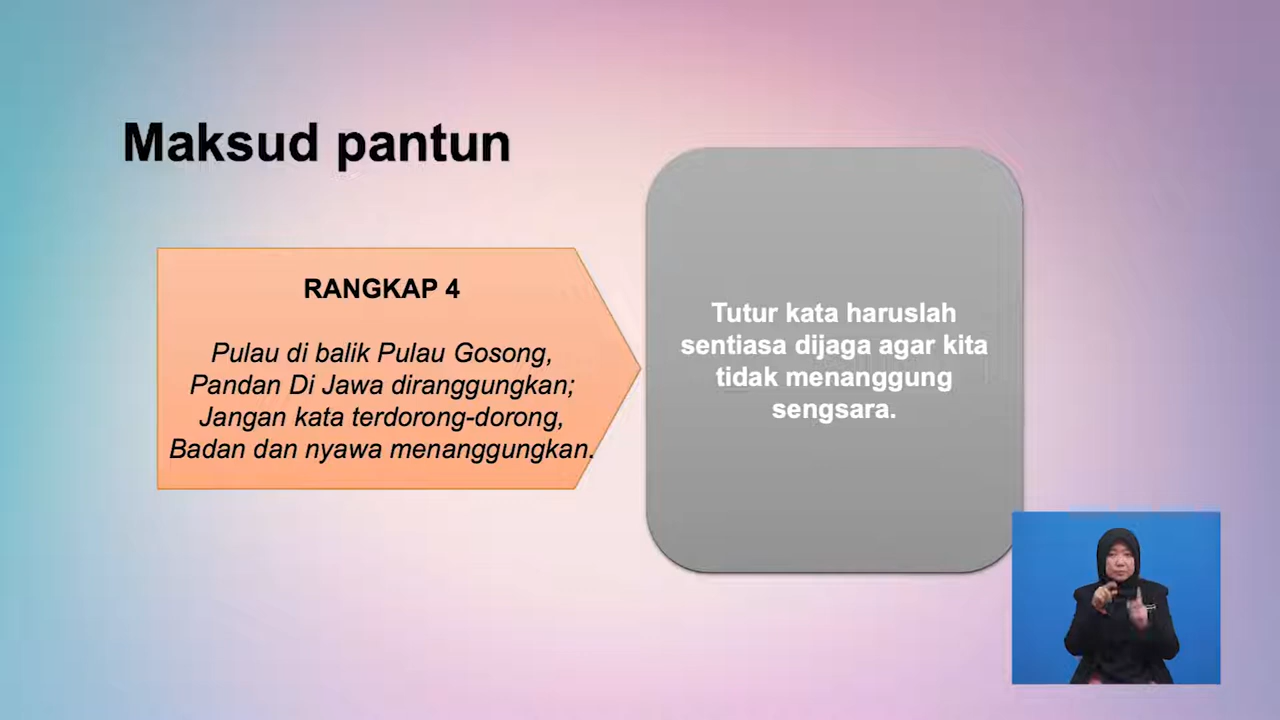 Maksud pantun
RANGKAP 4
Pulau di balik Pulau Gosong,
Pandan Di Jawa diranggungkan;
Jangan kata terdorong-dorong,
Badan dan nyawa menanggungkan.
Tutur kata haruslah
sentiasa dijaga agar kita
tidak menanggung
sengsara.